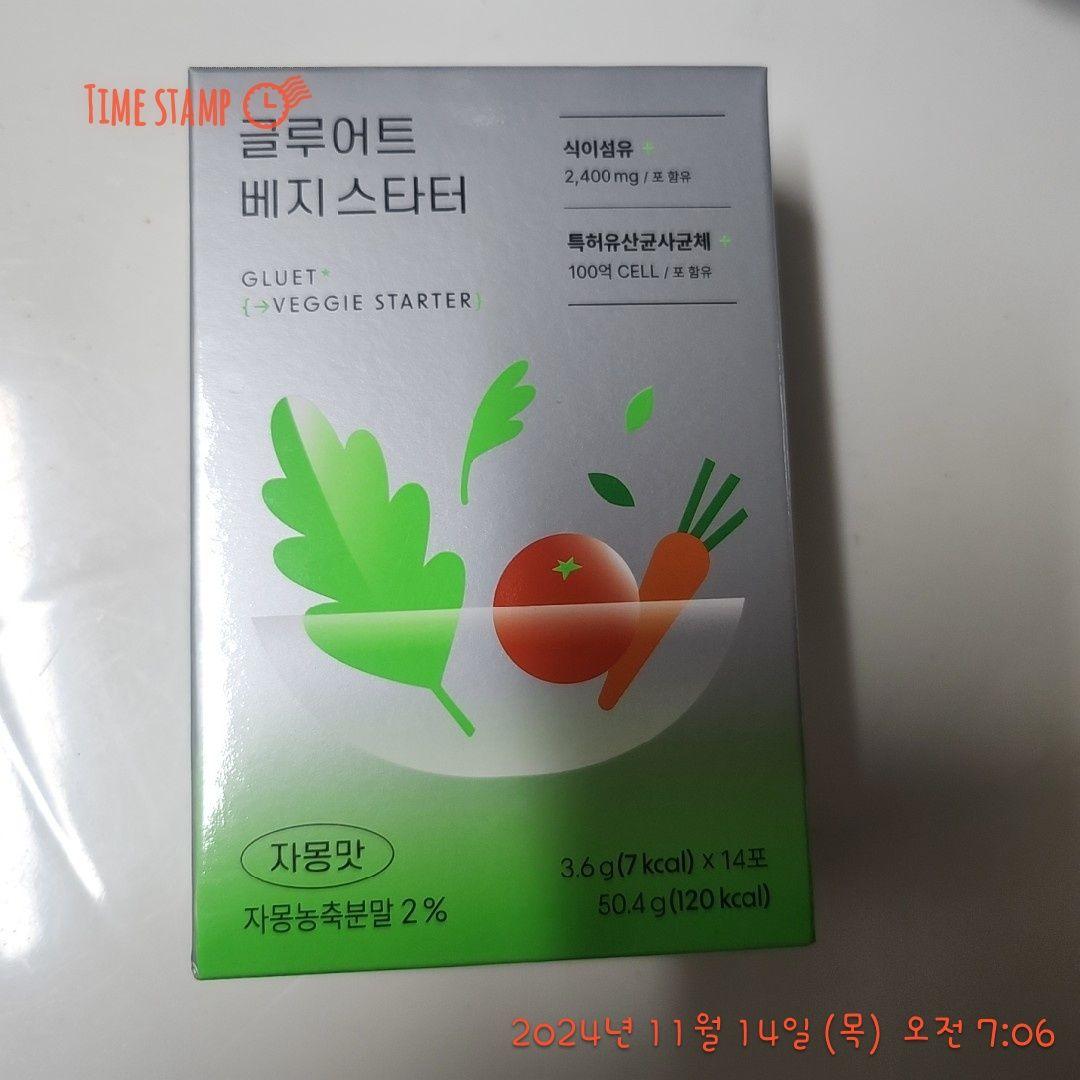 TIME STAMP
글루어트
베지 스타터
GLUET*
{→VEGGIE STARTER}
식이섬유 +
2,400 mg / 포 함유
특허유산균사균체 +
100억 CELL / 포 함유
자몽맛
자몽농축분말 2 %
3.6 g (7 kcal) x 14포
50.4 g (120 kcal)
2024년 11월 14일 (목) 오전 7:06